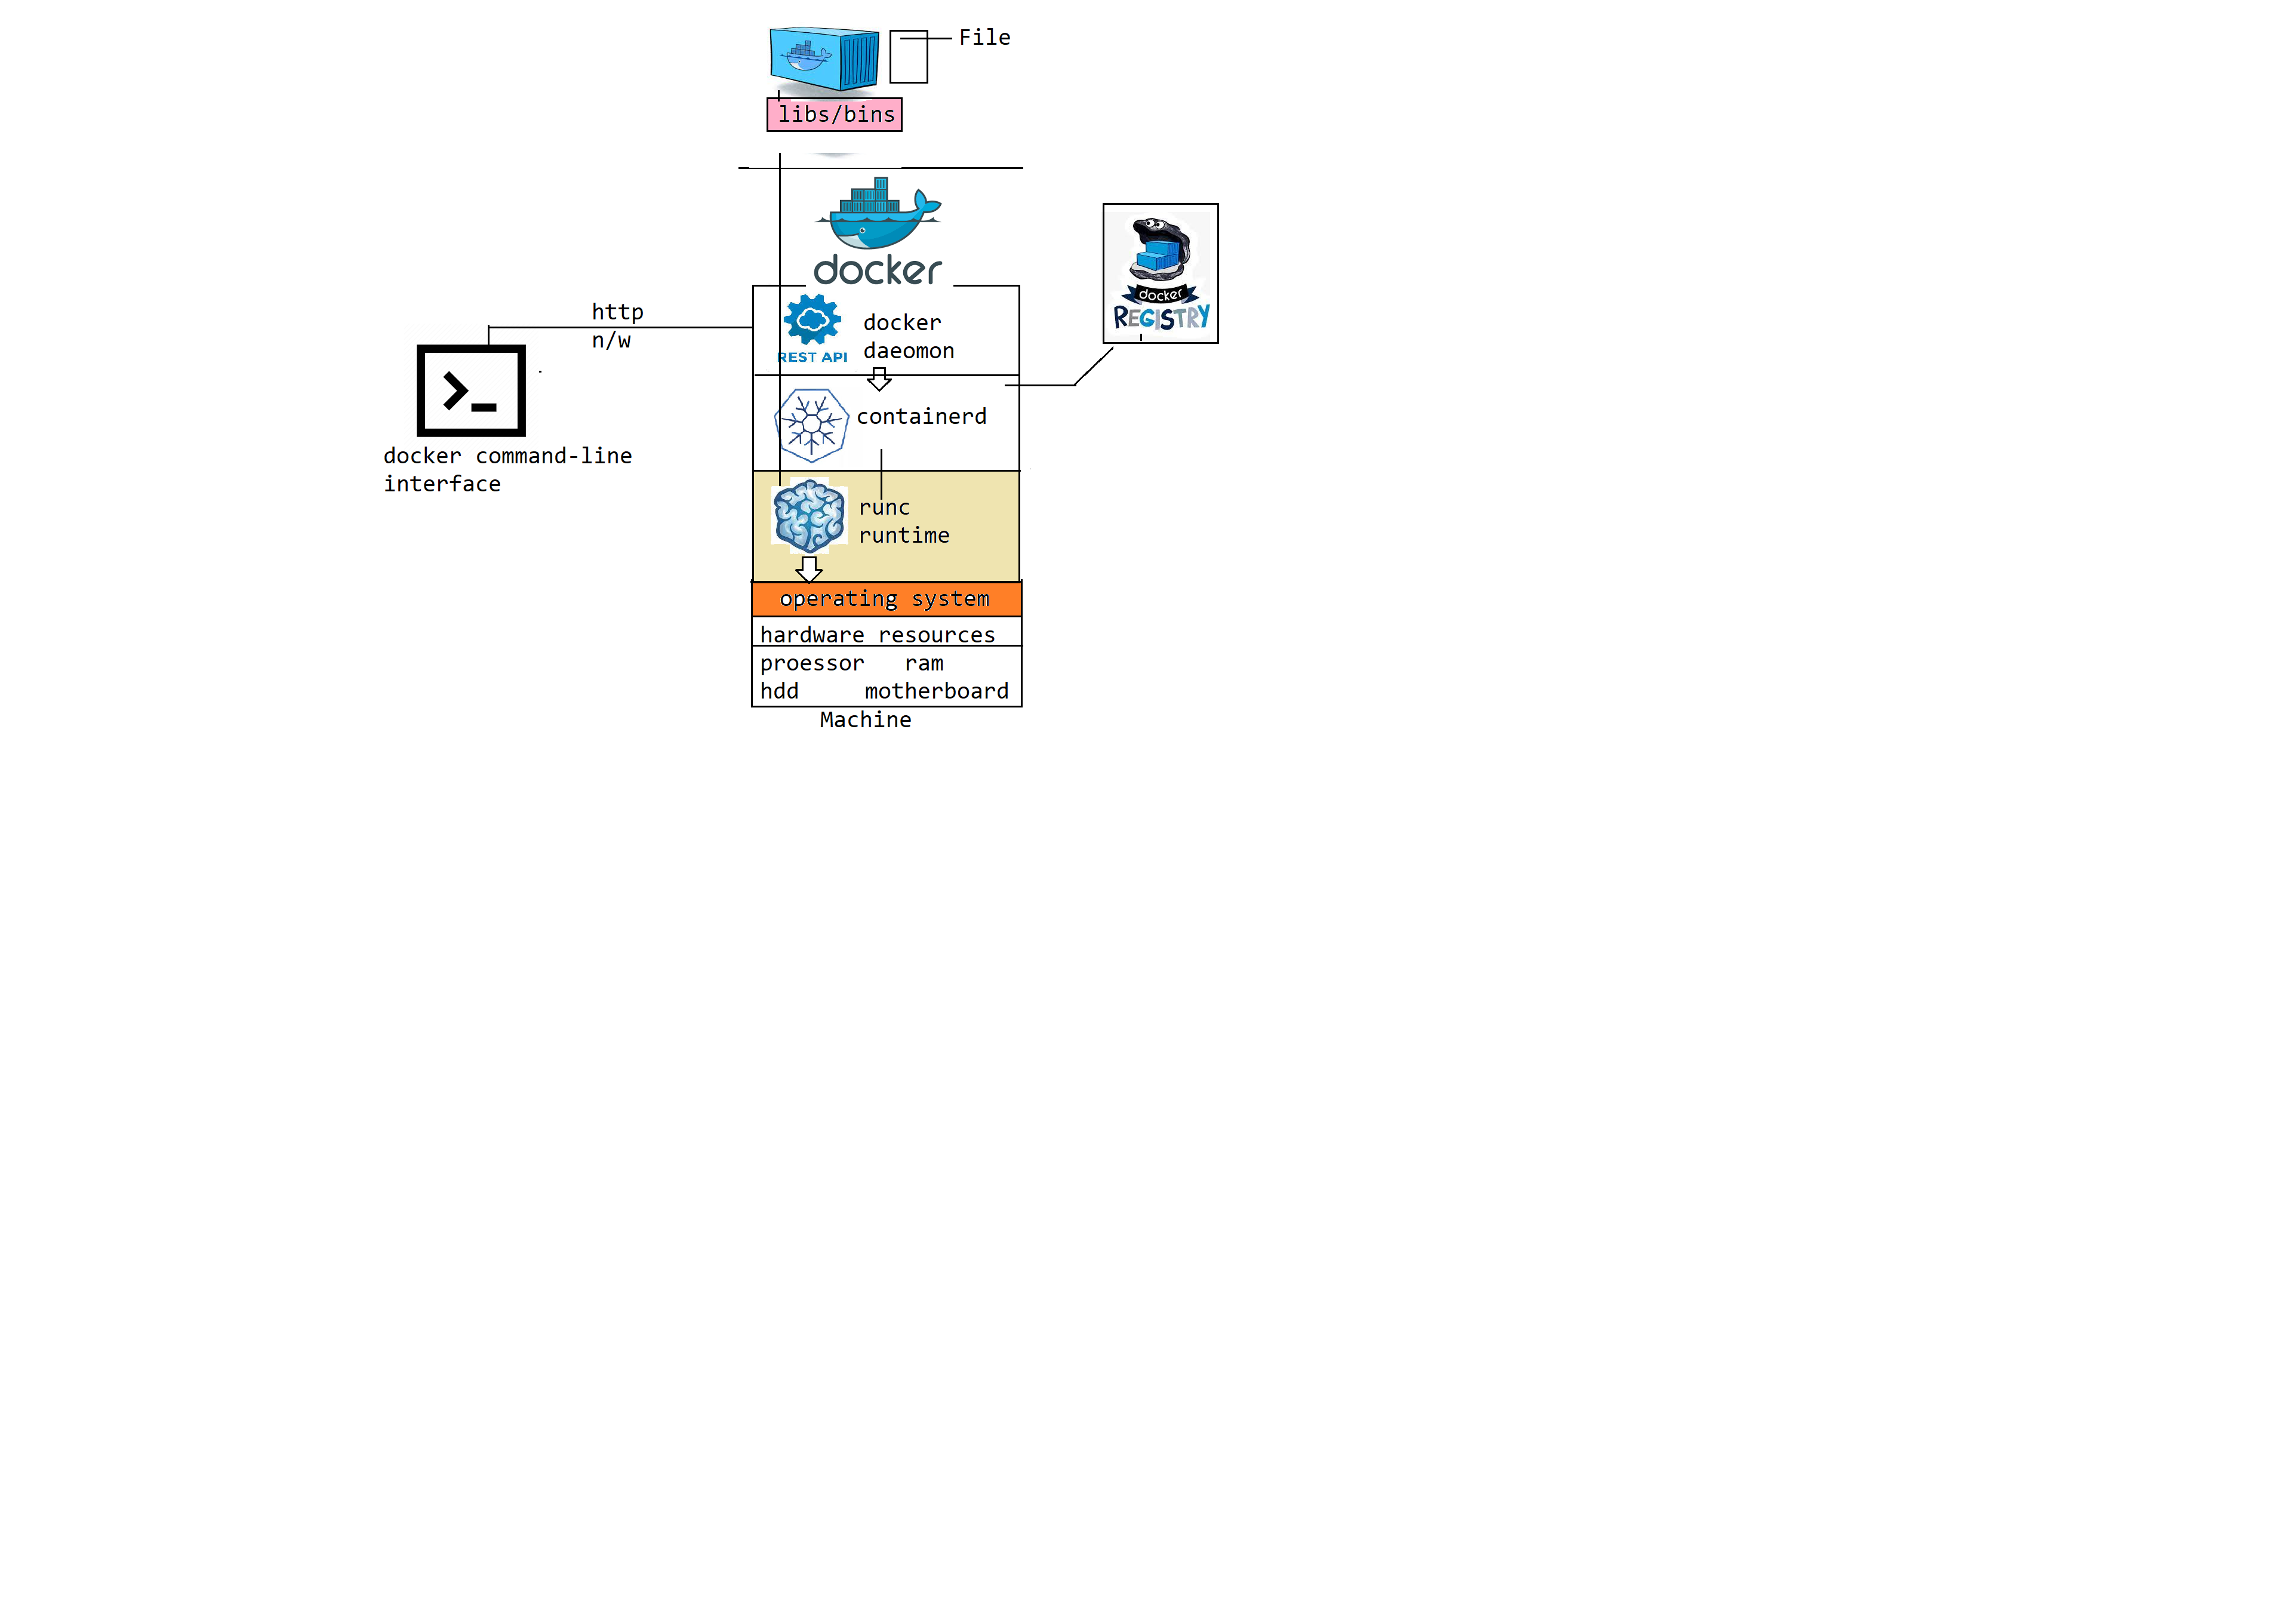 File
libs/bins
docker
http
n/w
REST API
docker
daeomon
docker
REGISTRY
containerd
docker command-line
interface
runc
runtime
operating system
hardware resources
proessor ram
hdd motherboard
Machine